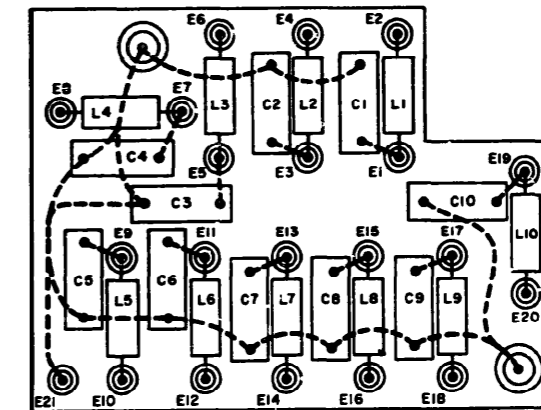 E6 E4 E2
L3 C2 L2 C1 L1
E8 L4 E7
C4 E5 E3 E1 E19
C3 C10 L10
E9 E11 E13 E15 E17
C5 L5 C6 L6 C7 L7 C8 L8 C9 L9
E20
E21 E10 E12 E14 E16 E18